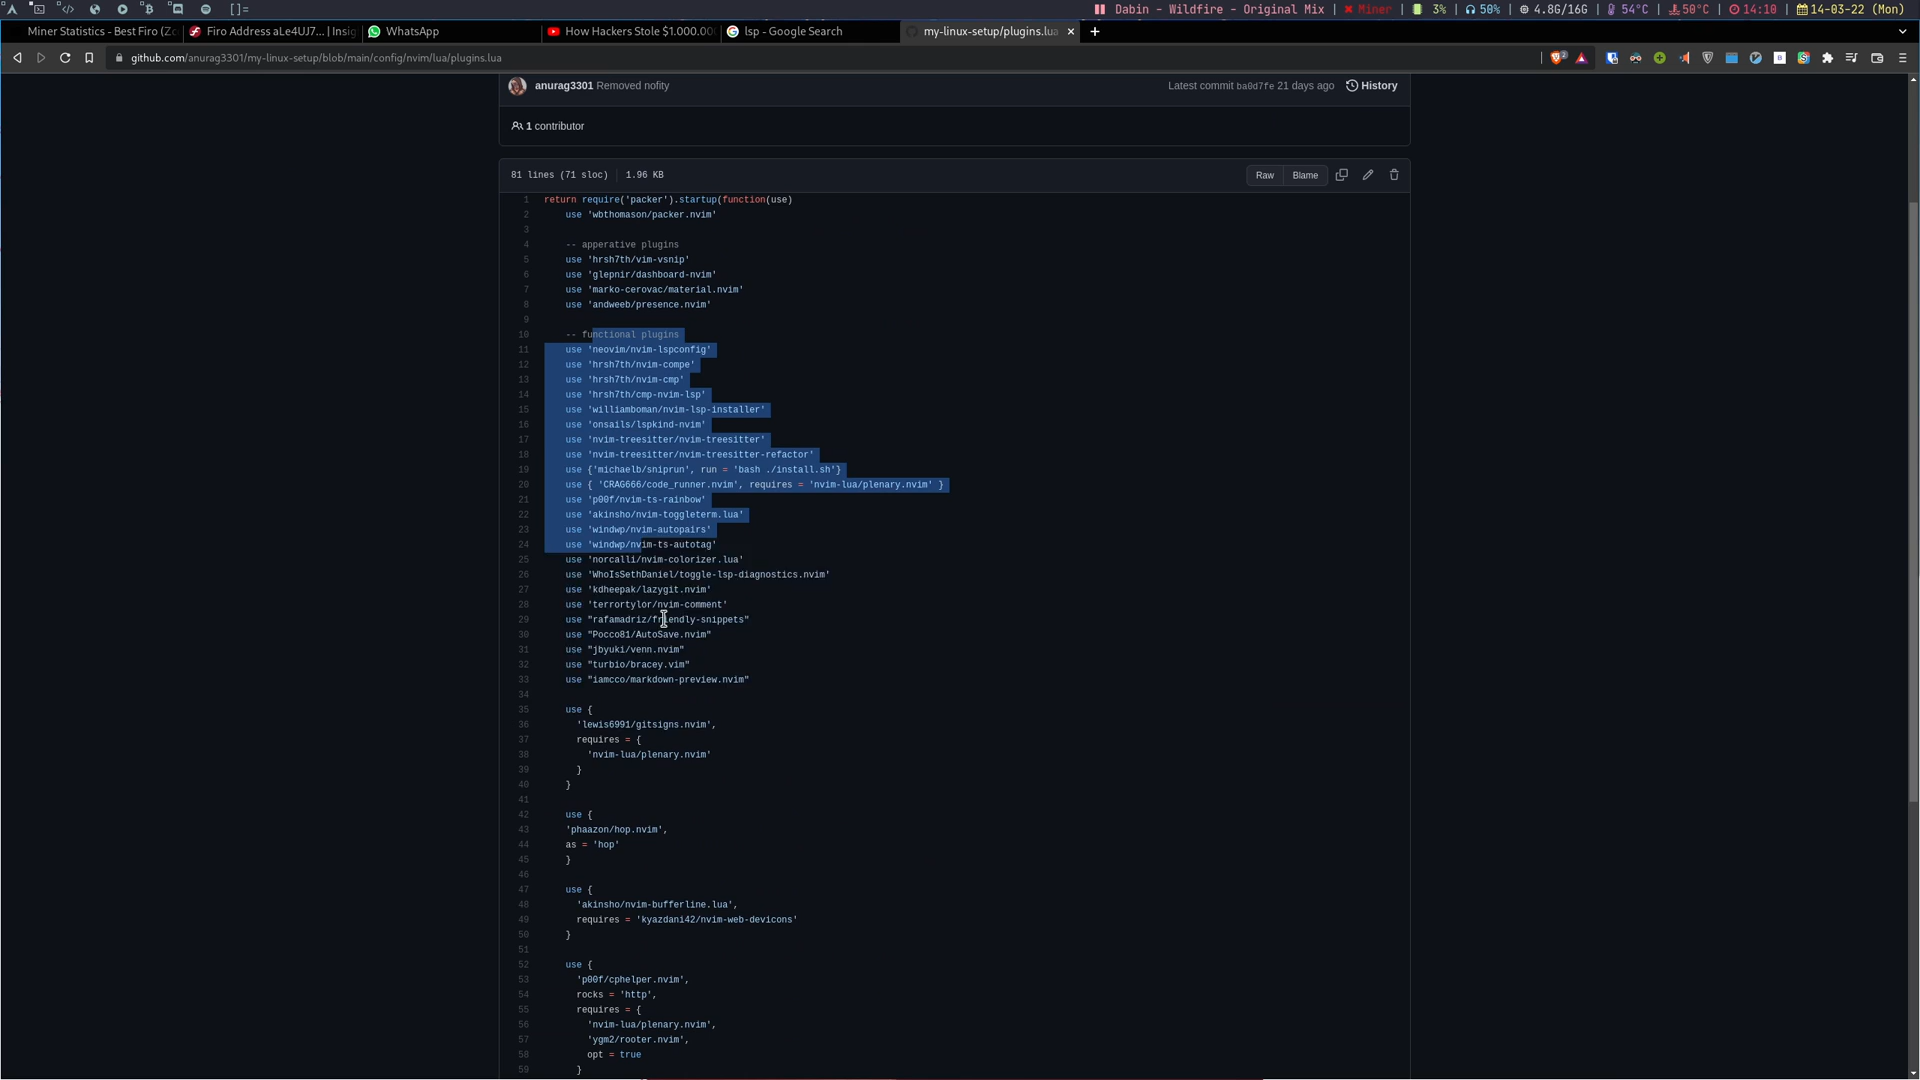 []=
Dabin - Wildfire - Original Mix
Miner
3%
50%
4.8G/16G
54°C
50°C
14:10
14-03-22 (Mon)
Miner Statistics - Best Firo (Z
Firo Address aLe4UJ7... | Insi
WhatsApp
How Hackers Stole $1.000.00
lsp - Google Search
my-linux-setup/plugins.lua
github.com/anurag3301/my-linux-setup/blob/main/config/nvim/lua/plugins.lua
anurag3301 Removed nofity
Latest commit ba0d7fe 21 days ago
History
1 contributor
81 lines (71 sloc) 1.96 KB
Raw
Blame
1 return require('packer').startup(function(use)
2 use 'wbthomason/packer.nvim'
3
4 -- apperative plugins
5 use 'hrsh7th/vim-vsnip'
6 use 'glepnir/dashboard-nvim'
7 use 'marko-cerovac/material.nvim'
8 use 'andweeb/presence.nvim'
9
10 -- functional plugins
11 use 'neovim/nvim-lspconfig'
12 use 'hrsh7th/nvim-compe'
13 use 'hrsh7th/nvim-cmp'
14 use 'hrsh7th/cmp-nvim-lsp'
15 use 'williamboman/nvim-lsp-installer'
16 use 'onsails/lspkind-nvim'
17 use 'nvim-treesitter/nvim-treesitter'
18 use 'nvim-treesitter/nvim-treesitter-refactor'
19 use {'michaelb/sniprun', run = 'bash ./install.sh'}
20 use { 'CRAG666/code_runner.nvim', requires = 'nvim-lua/plenary.nvim' }
21 use 'p00f/nvim-ts-rainbow'
22 use 'akinsho/nvim-toggleterm.lua'
23 use 'windwp/nvim-autopairs'
24 use 'windwp/nvim-ts-autotag'
25 use 'norcalli/nvim-colorizer.lua'
26 use 'WhoIsSethDaniel/toggle-lsp-diagnostics.nvim'
27 use 'kdheepak/lazygit.nvim'
28 use 'terrortylor/nvim-comment'
29 use "rafamadriz/friendly-snippets"
30 use "Pocco81/AutoSave.nvim"
31 use "jbyuki/venn.nvim"
32 use "turbio/bracey.vim"
33 use "iamcco/markdown-preview.nvim"
34
35 use {
36 'lewis6991/gitsigns.nvim',
37 requires = {
38 'nvim-lua/plenary.nvim'
39 }
40 }
41
42 use {
43 'phaazon/hop.nvim',
44 as = 'hop'
45 }
46
47 use {
48 'akinsho/nvim-bufferline.lua',
49 requires = 'kyazdani42/nvim-web-devicons'
50 }
51
52 use {
53 'p00f/cphelper.nvim',
54 rocks = 'http',
55 requires = {
56 'nvim-lua/plenary.nvim',
57 'ygm2/rooter.nvim',
58 opt = true
59 }